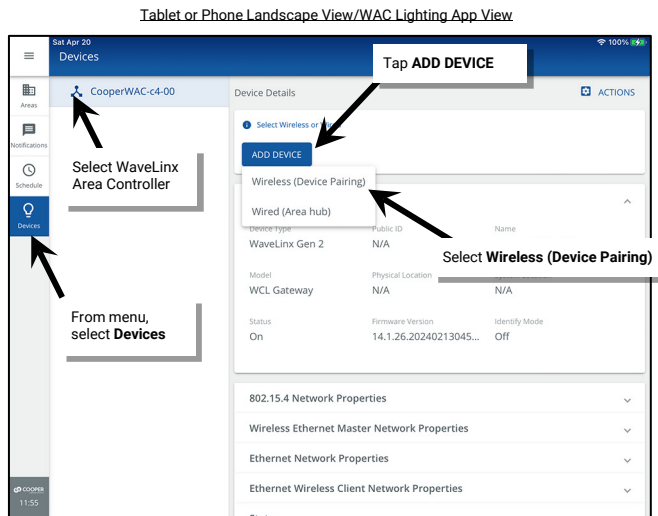 Tablet or Phone Landscape View/WAC Lighting App View
Sat Apr 20
100%
Devices
Tap ADD DEVICE
Areas
Notifications
Schedule
Devices
CooperWAC-c4-00
Select WaveLinx
Area Controller
From menu,
select Devices
Device Details
ACTIONS
Select Wireless or
ADD DEVICE
Wireless (Device Pairing)
Wired (Area hub)
Select Wireless (Device Pairing)
Device Type
Public ID
Name
WaveLinx Gen 2
N/A
Model
Physical Location
WCL Gateway
N/A
N/A
Status
Firmware Version
Identify Mode
On
14.1.26.20240213045...
Off
802.15.4 Network Properties
Wireless Ethernet Master Network Properties
Ethernet Network Properties
Ethernet Wireless Client Network Properties
COOPER
11:55